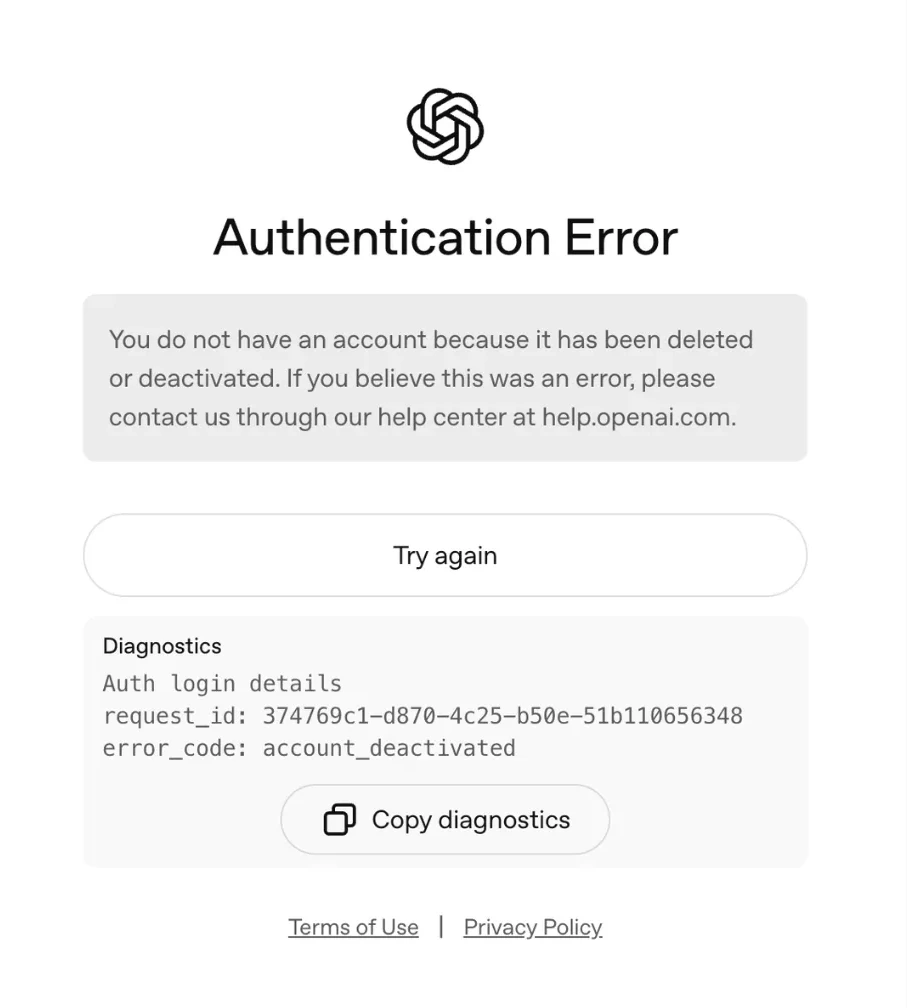 Authentication Error
You do not have an account because it has been deleted
or deactivated. If you believe this was an error, please
contact us through our help center at help.openai.com.
Try again
Diagnostics
Auth login details
request_id: 374769c1-d870-4c25-b50e-51b110656348
error_code: account_deactivated
Copy diagnostics
Terms of Use | Privacy Policy